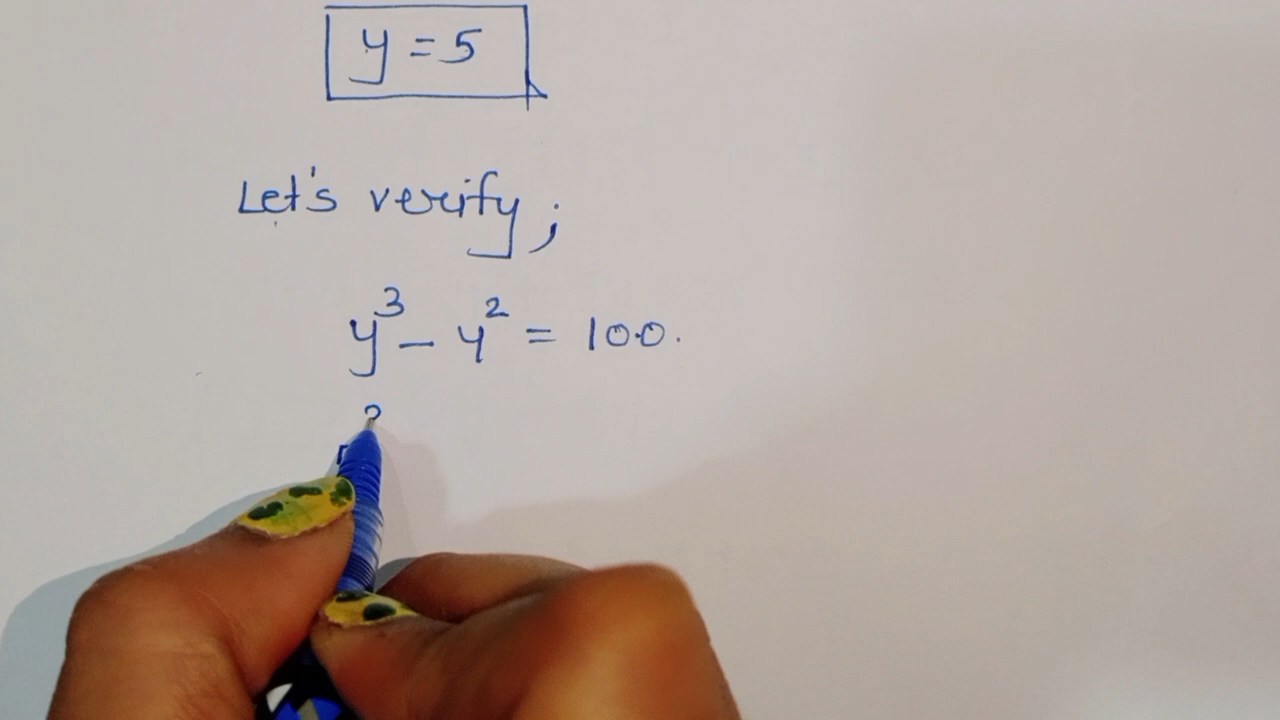 y = 5
Let's verify;
y³ - y² = 100.